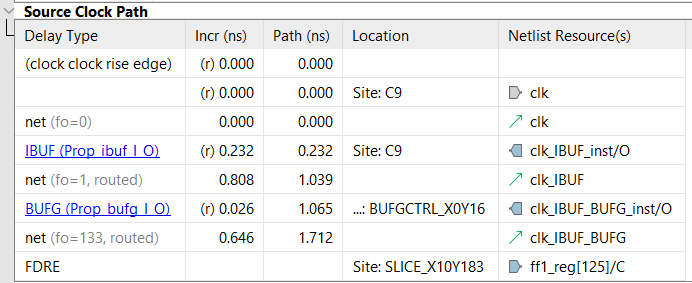 Source Clock Path
Delay Type Incr (ns) Path (ns) Location Netlist Resource(s)
(clock clock rise edge) (r) 0.000 0.000
(r) 0.000 0.000 Site: C9 clk
net (fo=0) 0.000 0.000 clk
IBUF (Prop_ibuf_I_O) (r) 0.232 0.232 Site: C9 clk_IBUF_inst/O
net (fo=1, routed) 0.808 1.039 clk_IBUF
BUFG (Prop_bufg_I_O) (r) 0.026 1.065 ...: BUFGCTRL_X0Y16 clk_IBUF_BUFG_inst/O
net (fo=133, routed) 0.646 1.712 clk_IBUF_BUFG
FDRE Site: SLICE_X10Y183 ff1_reg[125]/C